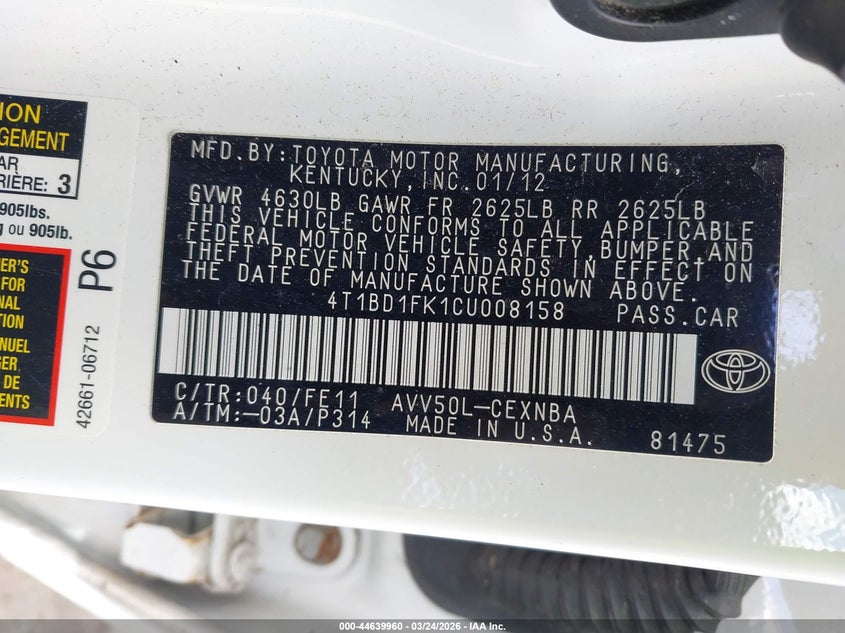 ION
GEMENT
AR
RIÈRE: 3
905lbs.
g ou 905lb.
ER'S
FOR
NAL
TION
NUEL
GER
DE
ENTS
P6
42661-06712
MFD.BY:TOYOTA MOTOR MANUFACTURING,
KENTUCKY, INC.01/12
GVWR 4630LB GAWR FR 2625LB RR 2625LB
THIS VEHICLE CONFORMS TO ALL APPLICABLE
FEDERAL MOTOR VEHICLE SAFETY,BUMPER,AND
THEFT PREVENTION STANDARDS IN EFFECT ON
THE DATE OF MANUFACTURE SHOWN ABOVE.
4T1BD1FK1CU008158 PASS.CAR
C/TR:040/FE11 AVV50L-CEXNBA
A/TM:-03A/P314 MADE IN U.S.A. 81475
000-44639960 - 03/24/2026 - IAA Inc.